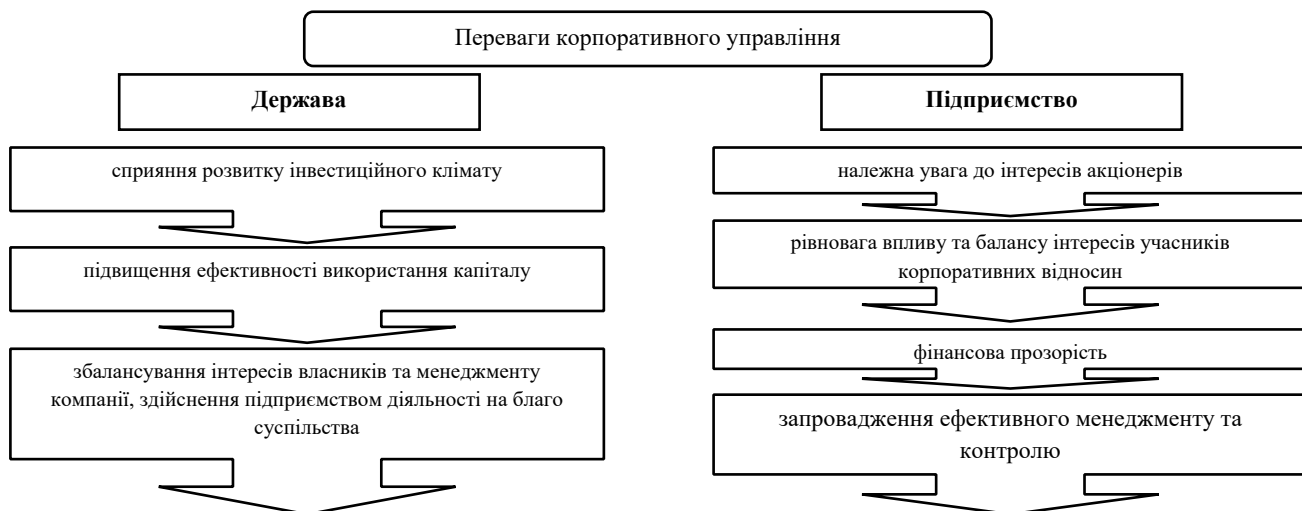 Переваги корпоративного управління
Держава
сприяння розвитку інвестиційного клімату
підвищення ефективності використання капіталу
збалансування інтересів власників та менеджменту
компанії, здійснення підприємством діяльності на благо
суспільства
Підприємство
належна увага до інтересів акціонерів
рівновага впливу та балансу інтересів учасників
корпоративних відносин
фінансова прозорість
запровадження ефективного менеджменту та
контролю